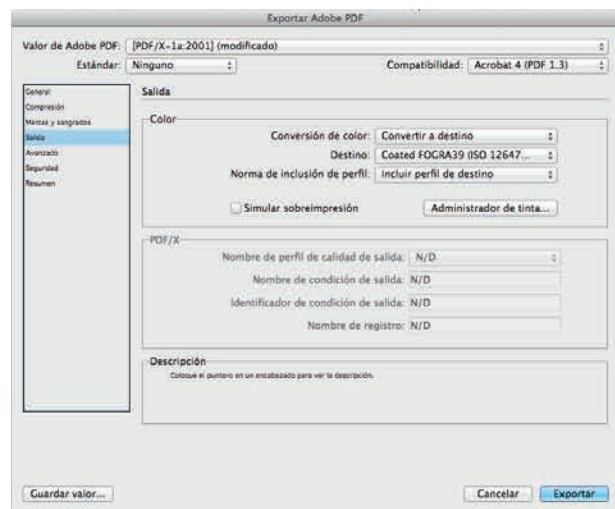 Exportar Adobe PDF
Valor de Adobe PDF: [PDF/X-1a:2001] (modificado)
Estándar: Ninguno Compatibilidad: Acrobat 4 (PDF 1.3)
General
Compresión
Marcas y sangrados
Salida
Avanzado
Seguridad
Resumen
Salida
Color
Conversión de color: Convertir a destino
Destino: Coated FOGRA39 (ISO 12647...
Norma de inclusión de perfil: Incluir perfil de destino
Simular sobreimpresión Administrador de tinta...
PDF/X
Nombre de perfil de calidad de salida: N/D
Nombre de condición de salida: N/D
Identificador de condición de salida: N/D
Nombre de registro: N/D
Descripción
Coloque el puntero en un encabezado para ver la descripción.
Guardar valor... Cancelar Exportar